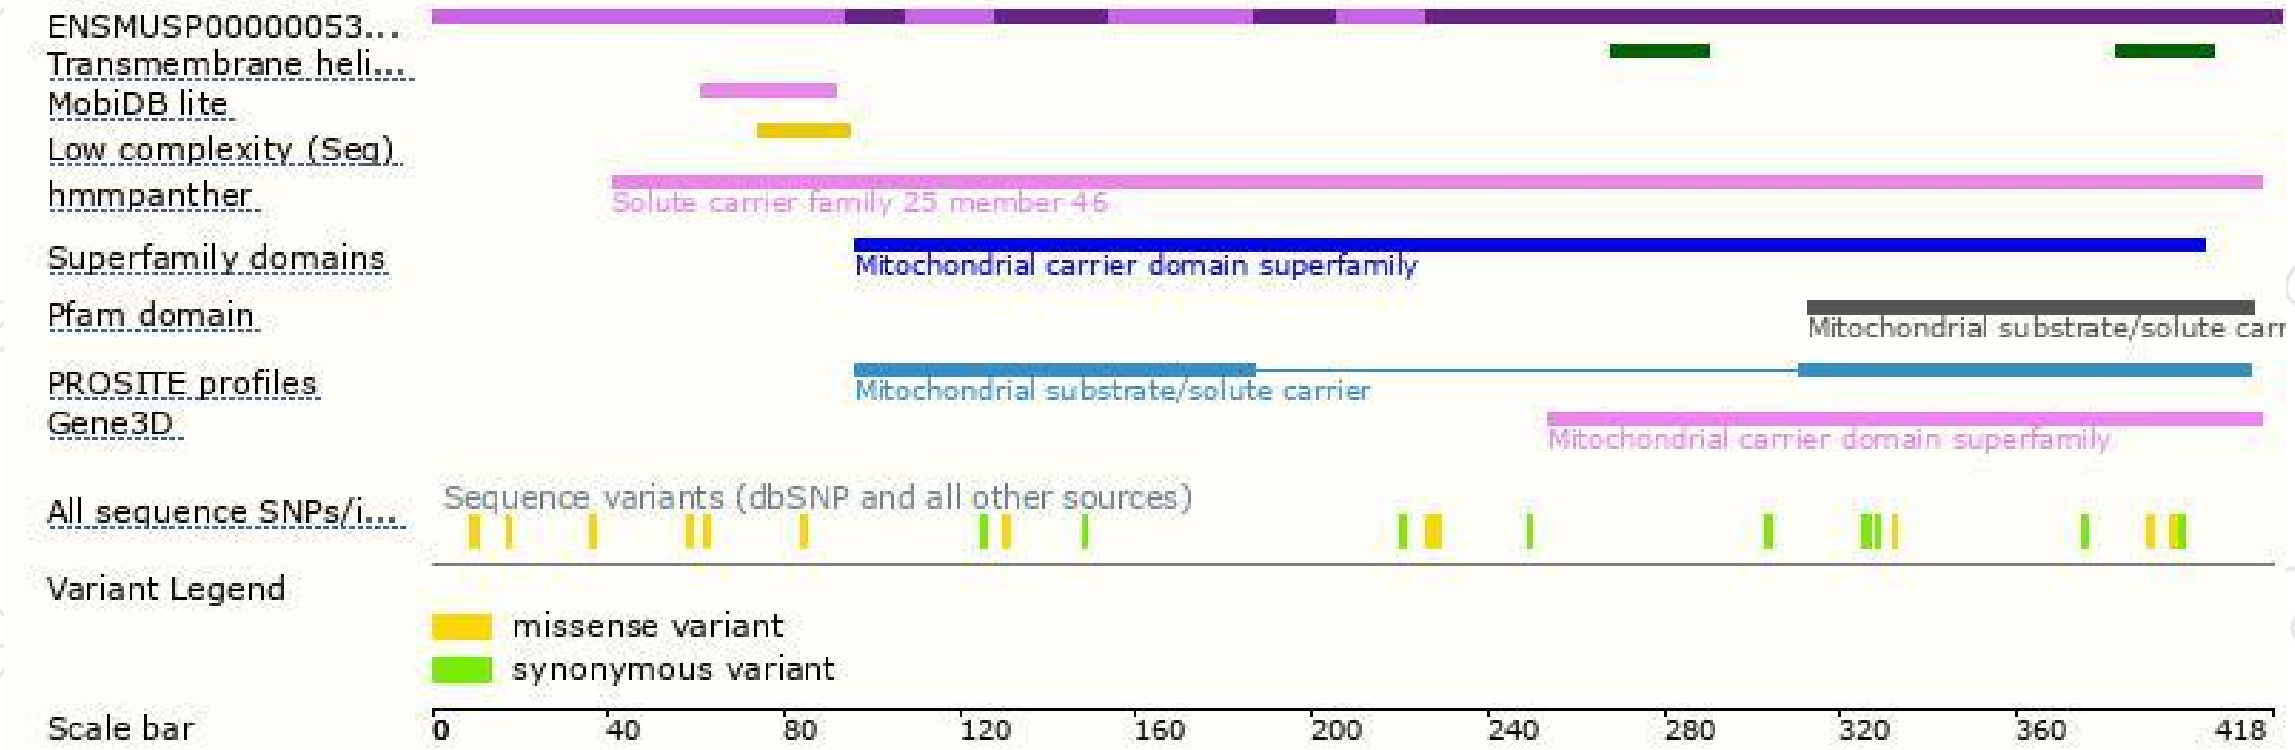 ENSMUSP00000053...
Transmembrane heli...
MobiDB lite
Low complexity (Seg)
hmmpanther
Solute carrier family 25 member 46
Superfamily domains
Mitochondrial carrier domain superfamily
Pfam domain
Mitochondrial substrate/solute carr
PROSITE profiles
Mitochondrial substrate/solute carrier
Gene3D
Mitochondrial carrier domain superfamily
Sequence variants (dbSNP and all other sources)
All sequence SNPs/i...
Variant Legend
missense variant
synonymous variant
Scale bar 0 40 80 120 160 200 240 280 320 360 418